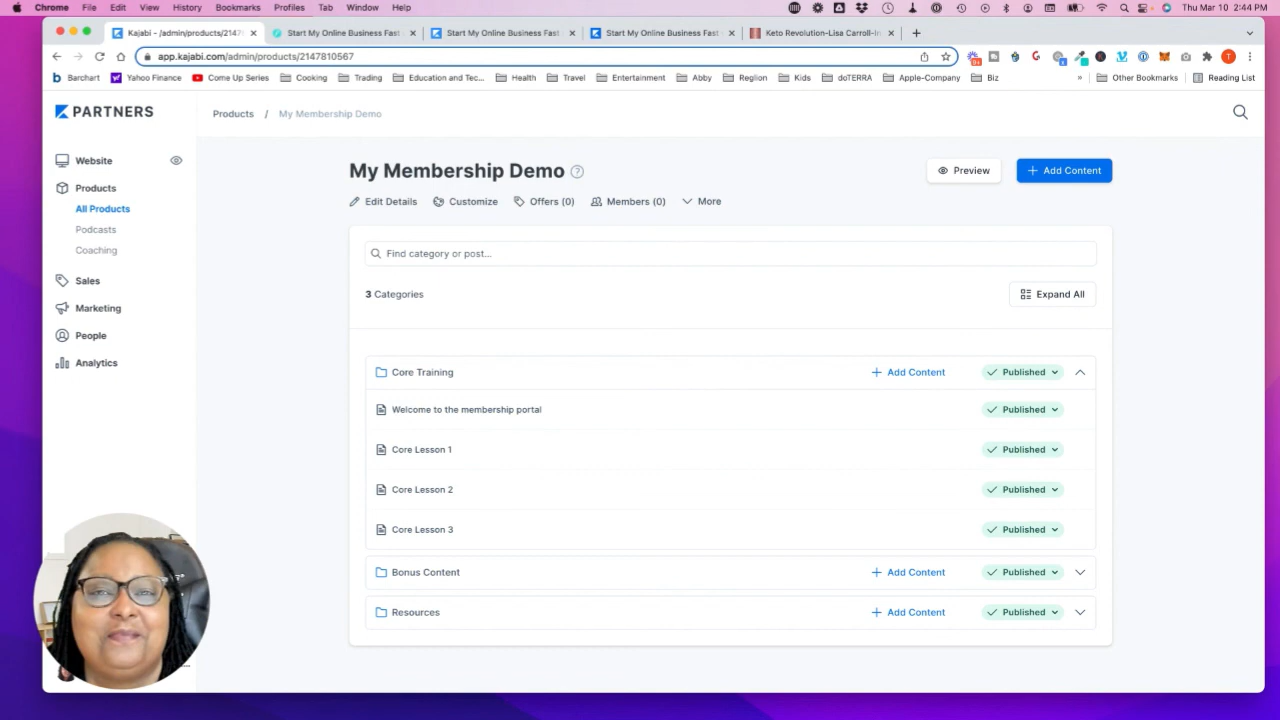 Chrome File Edit View History Bookmarks Profiles Tab Window Help Thu Mar 10 2:44 PM
Kajabi - /admin/products/2147 Start My Online Business Fast Start My Online Business Fast Start My Online Business Fast Keto Revolution-Lisa Carroll-In
app.kajabi.com/admin/products/2147810567
Barchart Yahoo Finance Come Up Series Cooking Trading Education and Tec... Health Travel Entertainment Abby Region Kids doTERRA Apple-Company Biz » Other Bookmarks Reading List
PARTNERS
Products / My Membership Demo
Website
Products
All Products
Podcasts
Coaching
Sales
Marketing
People
Analytics
My Membership Demo ?
Preview
+ Add Content
Edit Details Customize Offers (0) Members (0) More
Find category or post...
3 Categories
Expand All
Core Training + Add Content Published
Welcome to the membership portal Published
Core Lesson 1 Published
Core Lesson 2 Published
Core Lesson 3 Published
Bonus Content + Add Content Published
Resources + Add Content Published